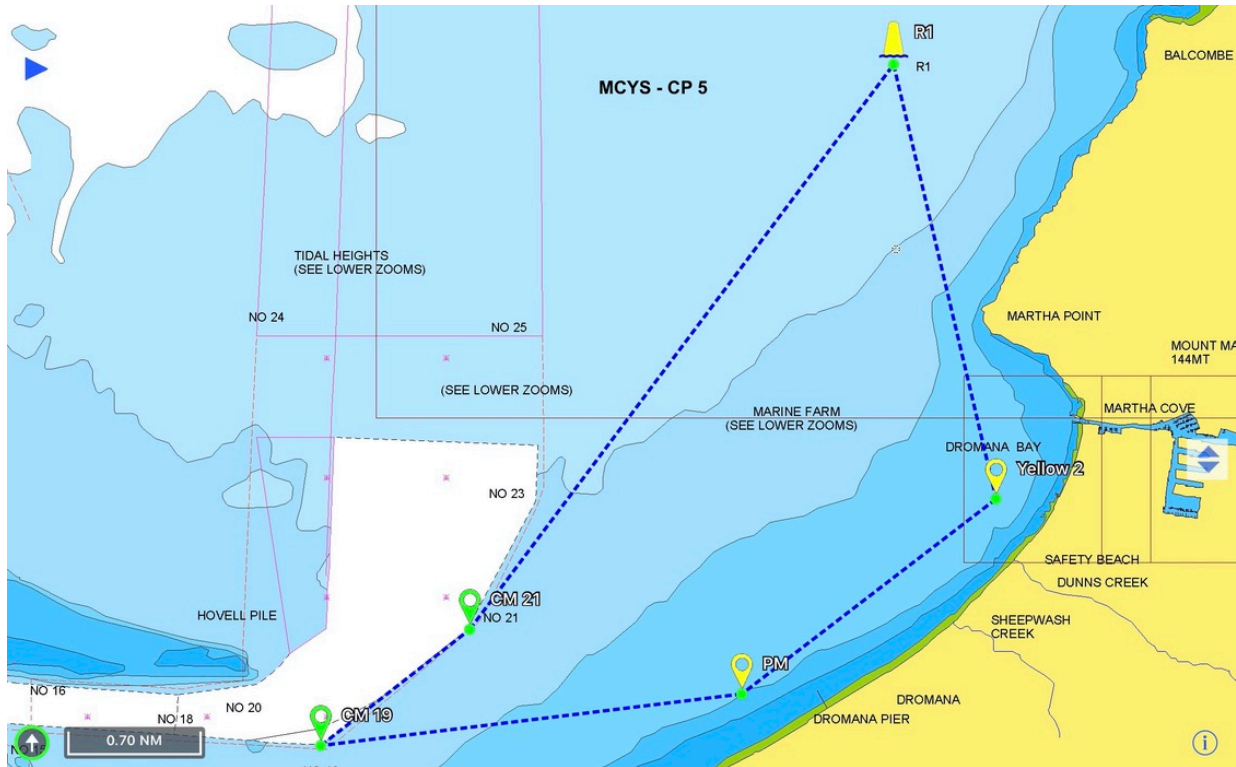 R1
R1
BALCOMBE
MCYS - CP 5
TIDAL HEIGHTS
(SEE LOWER ZOOMS)
NO 24
NO 25
MARTHA POINT
MOUNT MA
144MT
(SEE LOWER ZOOMS)
MARINE FARM
(SEE LOWER ZOOMS)
MARTHA COVE
DROMANA BAY
Yellow 2
NO 23
SAFETY BEACH
DUNNS CREEK
CM 21
NO 21
HOVELL PILE
SHEEPWASH
CREEK
PM
NO 16
NO 20
NO 18
CM 19
DROMANA
DROMANA PIER
0.70 NM